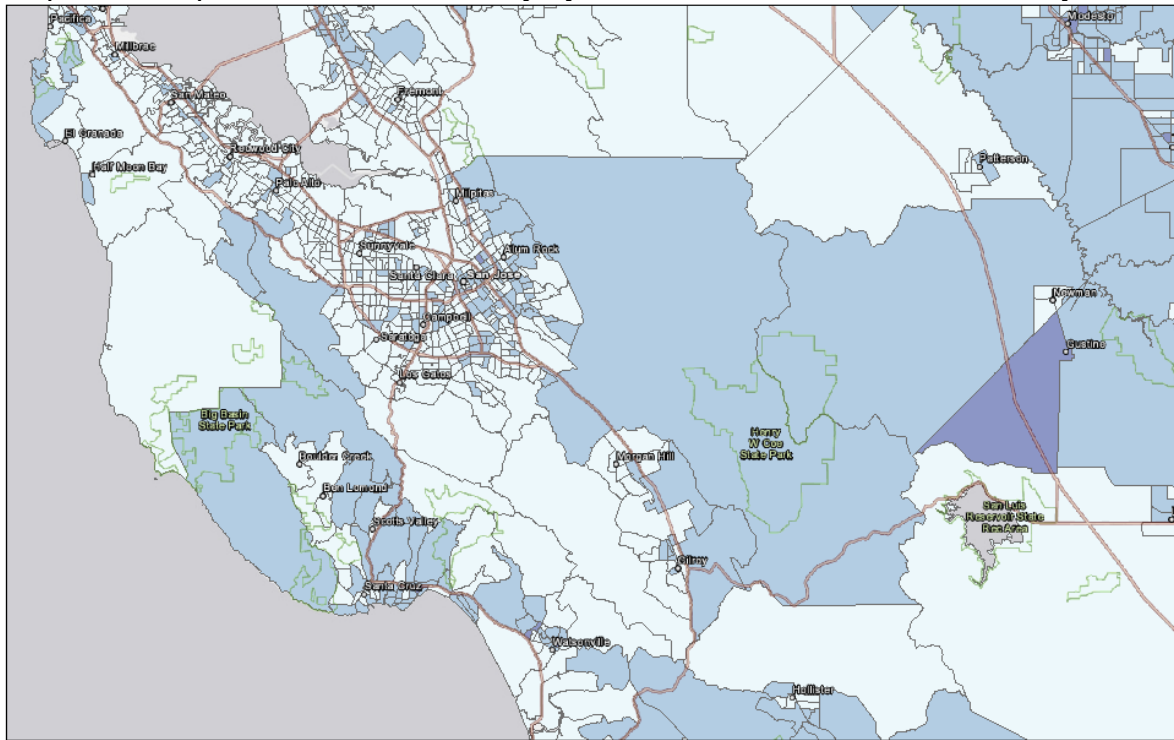 Pacifica
Modesto
Millbrae
San Mateo
Fremont
El Granada
Redwood City
Half Moon Bay
Patterson
Palo Alto
Milpitas
Sunnyvale
Alum Rock
Santa Clara
San Jose
Newman
Campbell
Saratoga
Gustine
Los Gatos
Big Basin
State Park
Henry
W Coe
State Park
Boulder Creek
Morgan Hill
Ben Lomond
San Luis
Reservoir State
Rec Area
Scotts Valley
Gilroy
Santa Cruz
Watsonville
Hollister